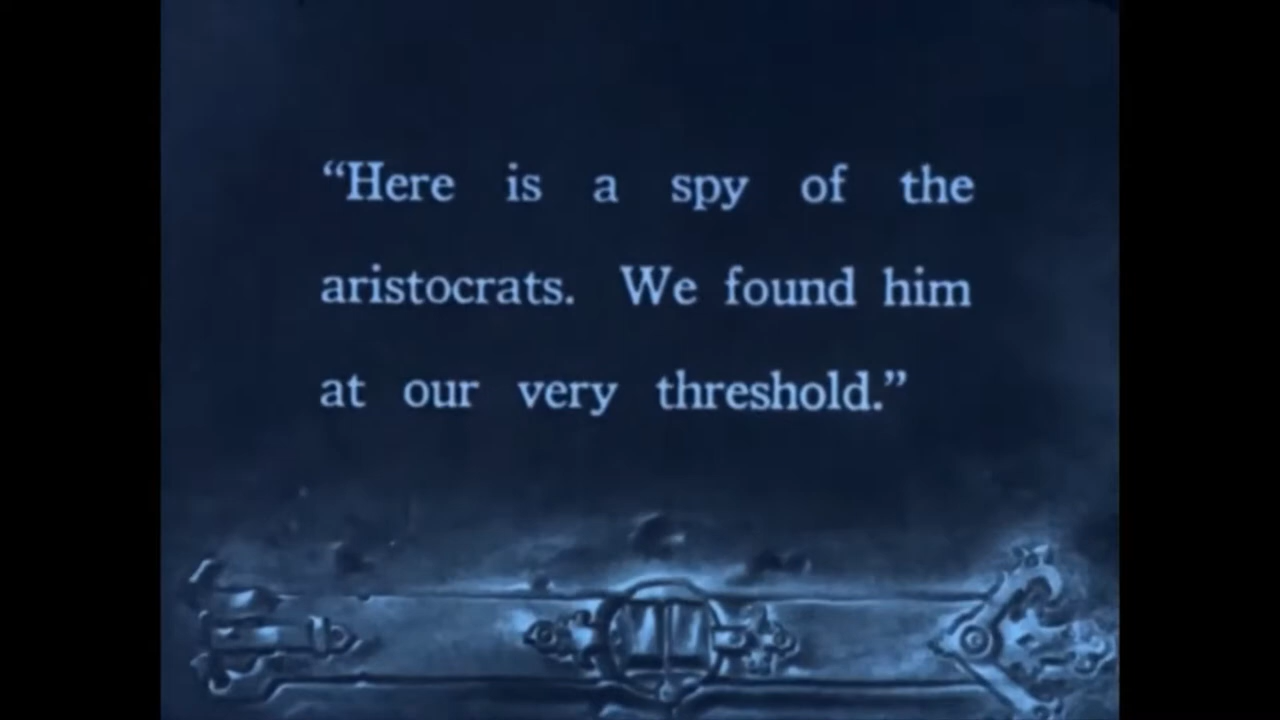 “Here is a spy of the
aristocrats. We found him
at our very threshold.”